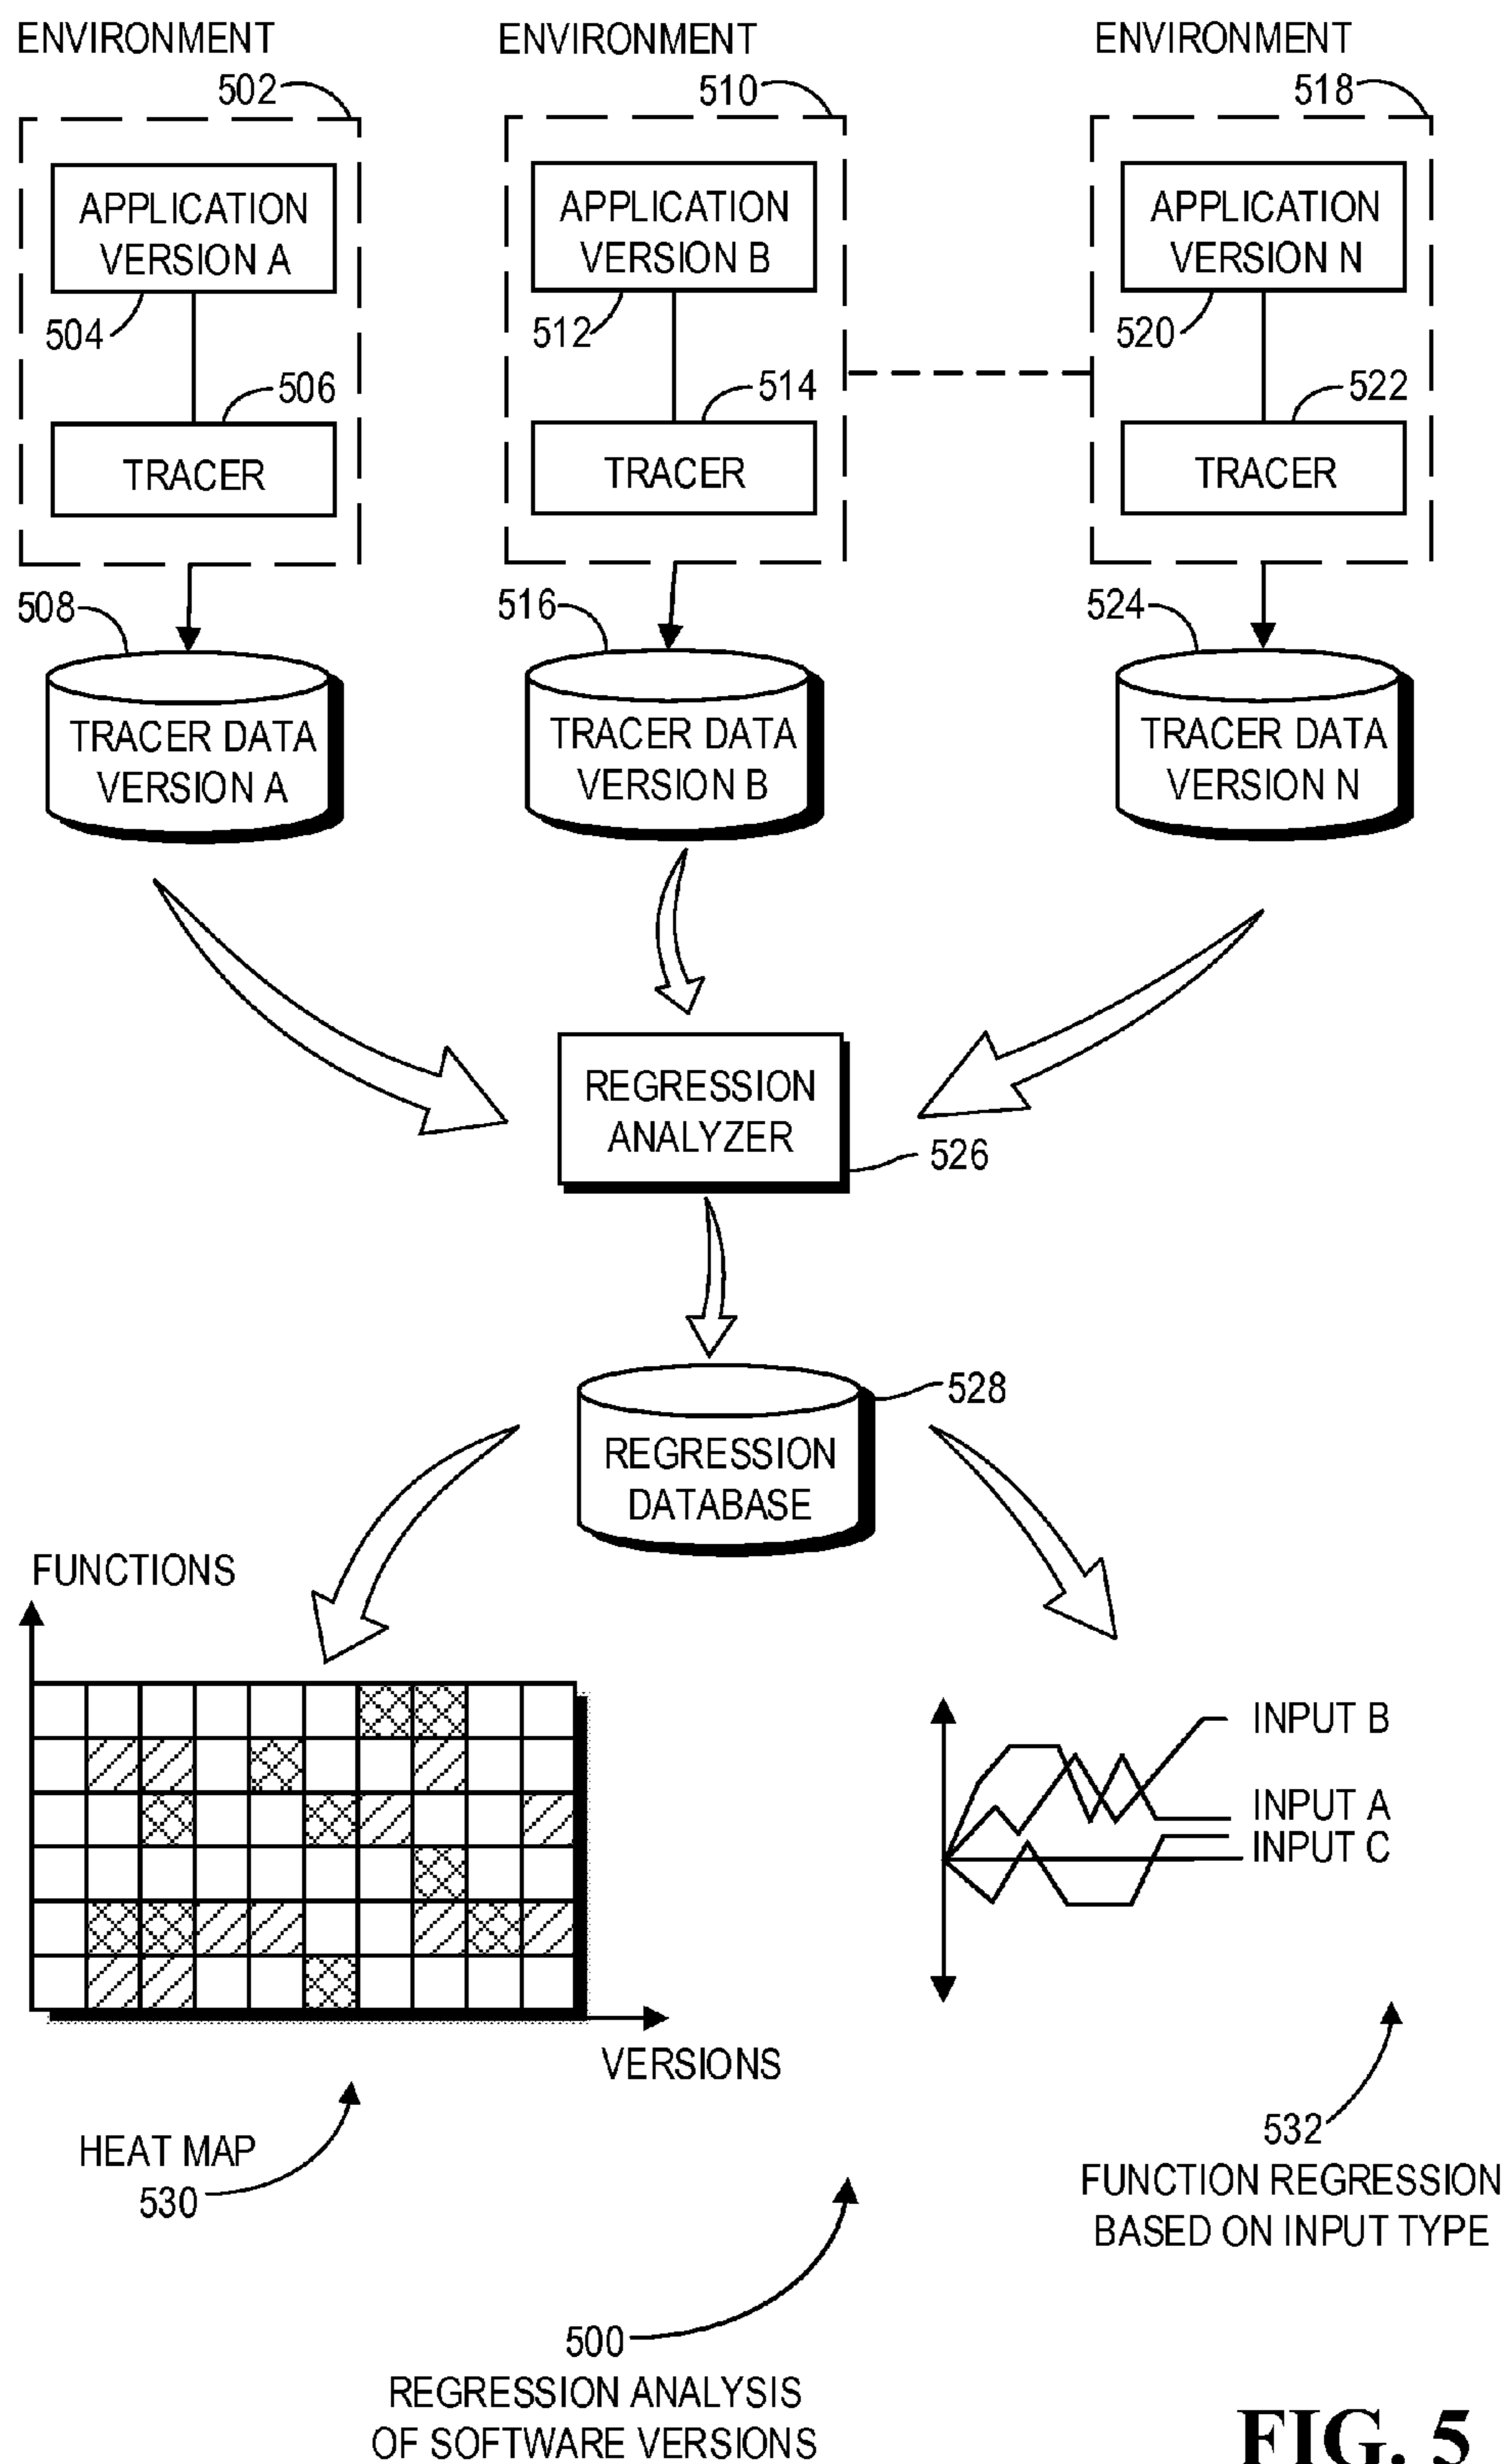 ENVIRONMENT
502
ENVIRONMENT
510
ENVIRONMENT
518
APPLICATION
VERSION A
504
506
TRACER
APPLICATION
VERSION B
512
514
TRACER
APPLICATION
VERSION N
520
522
TRACER
508
TRACER DATA
VERSION A
516
TRACER DATA
VERSION B
524
TRACER DATA
VERSION N
REGRESSION
ANALYZER
526
528
REGRESSION
DATABASE
FUNCTIONS
VERSIONS
HEAT MAP
530
INPUT B
INPUT A
INPUT C
532
FUNCTION REGRESSION
BASED ON INPUT TYPE
500
REGRESSION ANALYSIS
OF SOFTWARE VERSIONS
FIG. 5